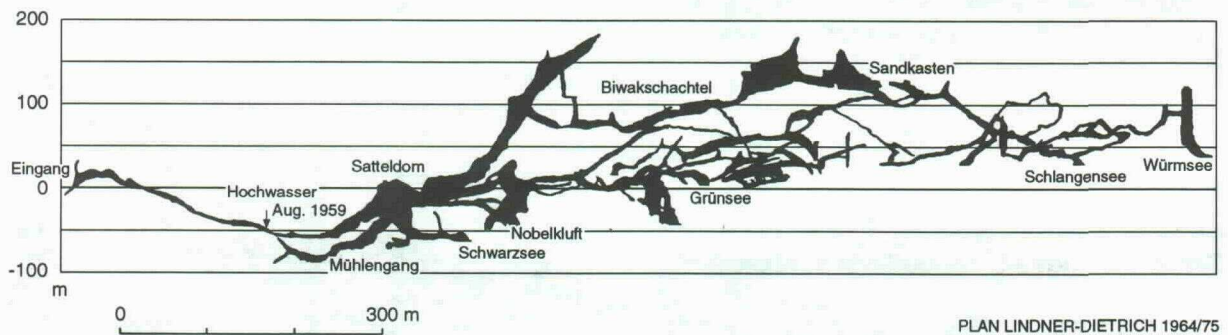 200
100
0
-100
m
Eingang
Hochwasser
Aug. 1959
Satteldom
Mühlengang
Schwarzsee
Nobelkluft
Biwakschachtel
Grünsee
Sandkasten
Schlangensee
Würmsee
0 300 m
PLAN LINDNER-DIETRICH 1964/75